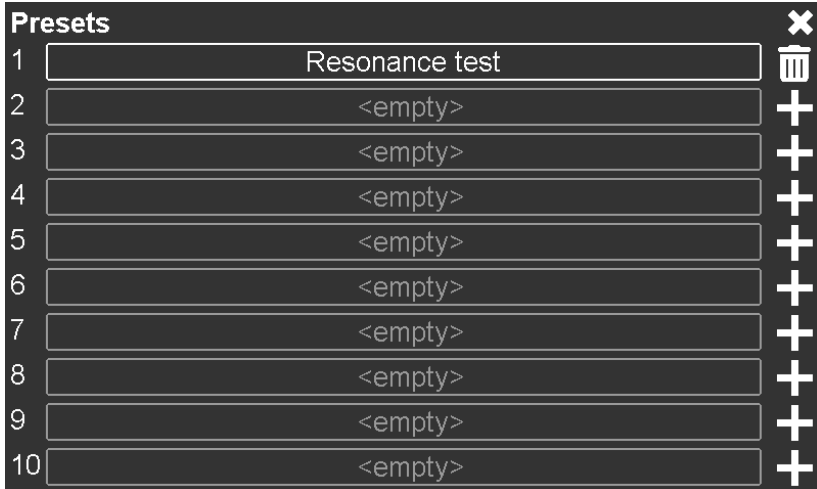 Presets
1 Resonance test
2 <empty>
3 <empty>
4 <empty>
5 <empty>
6 <empty>
7 <empty>
8 <empty>
9 <empty>
10 <empty>